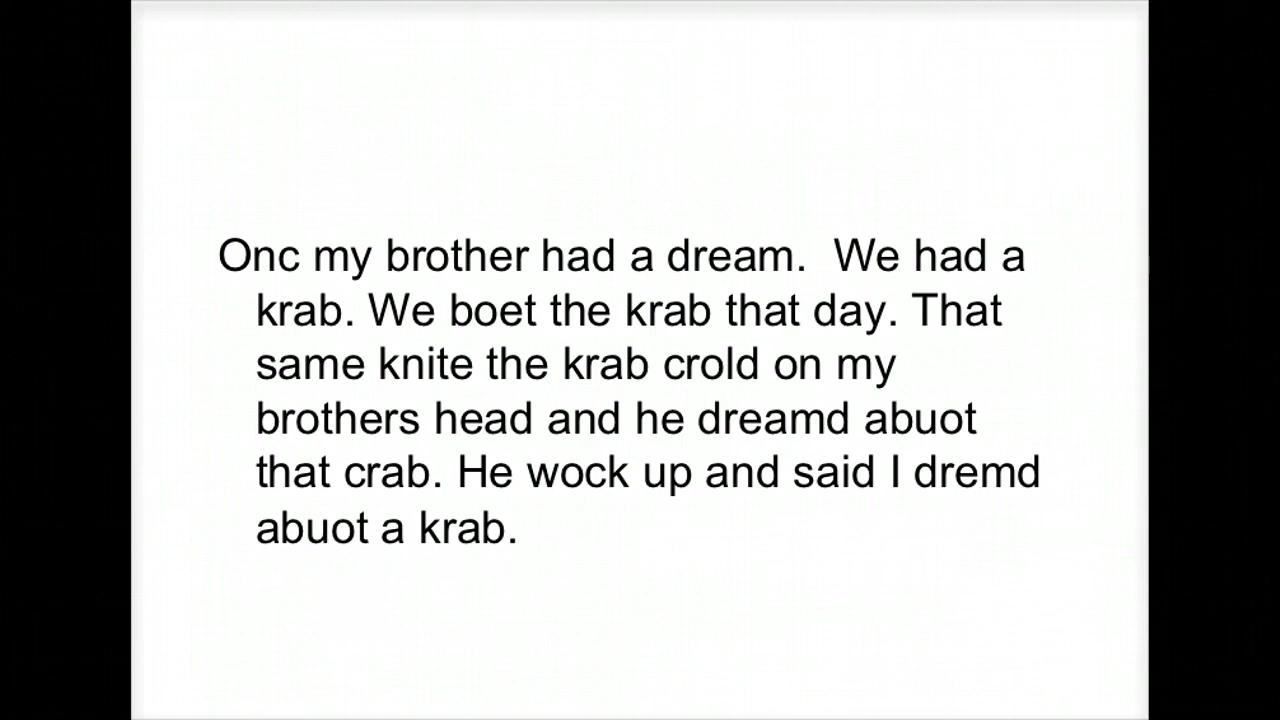 Onc my brother had a dream.  We had a
krab. We boet the krab that day. That
same knite the krab crold on my
brothers head and he dreamd abuot
that crab. He wock up and said I dremd
abuot a krab.